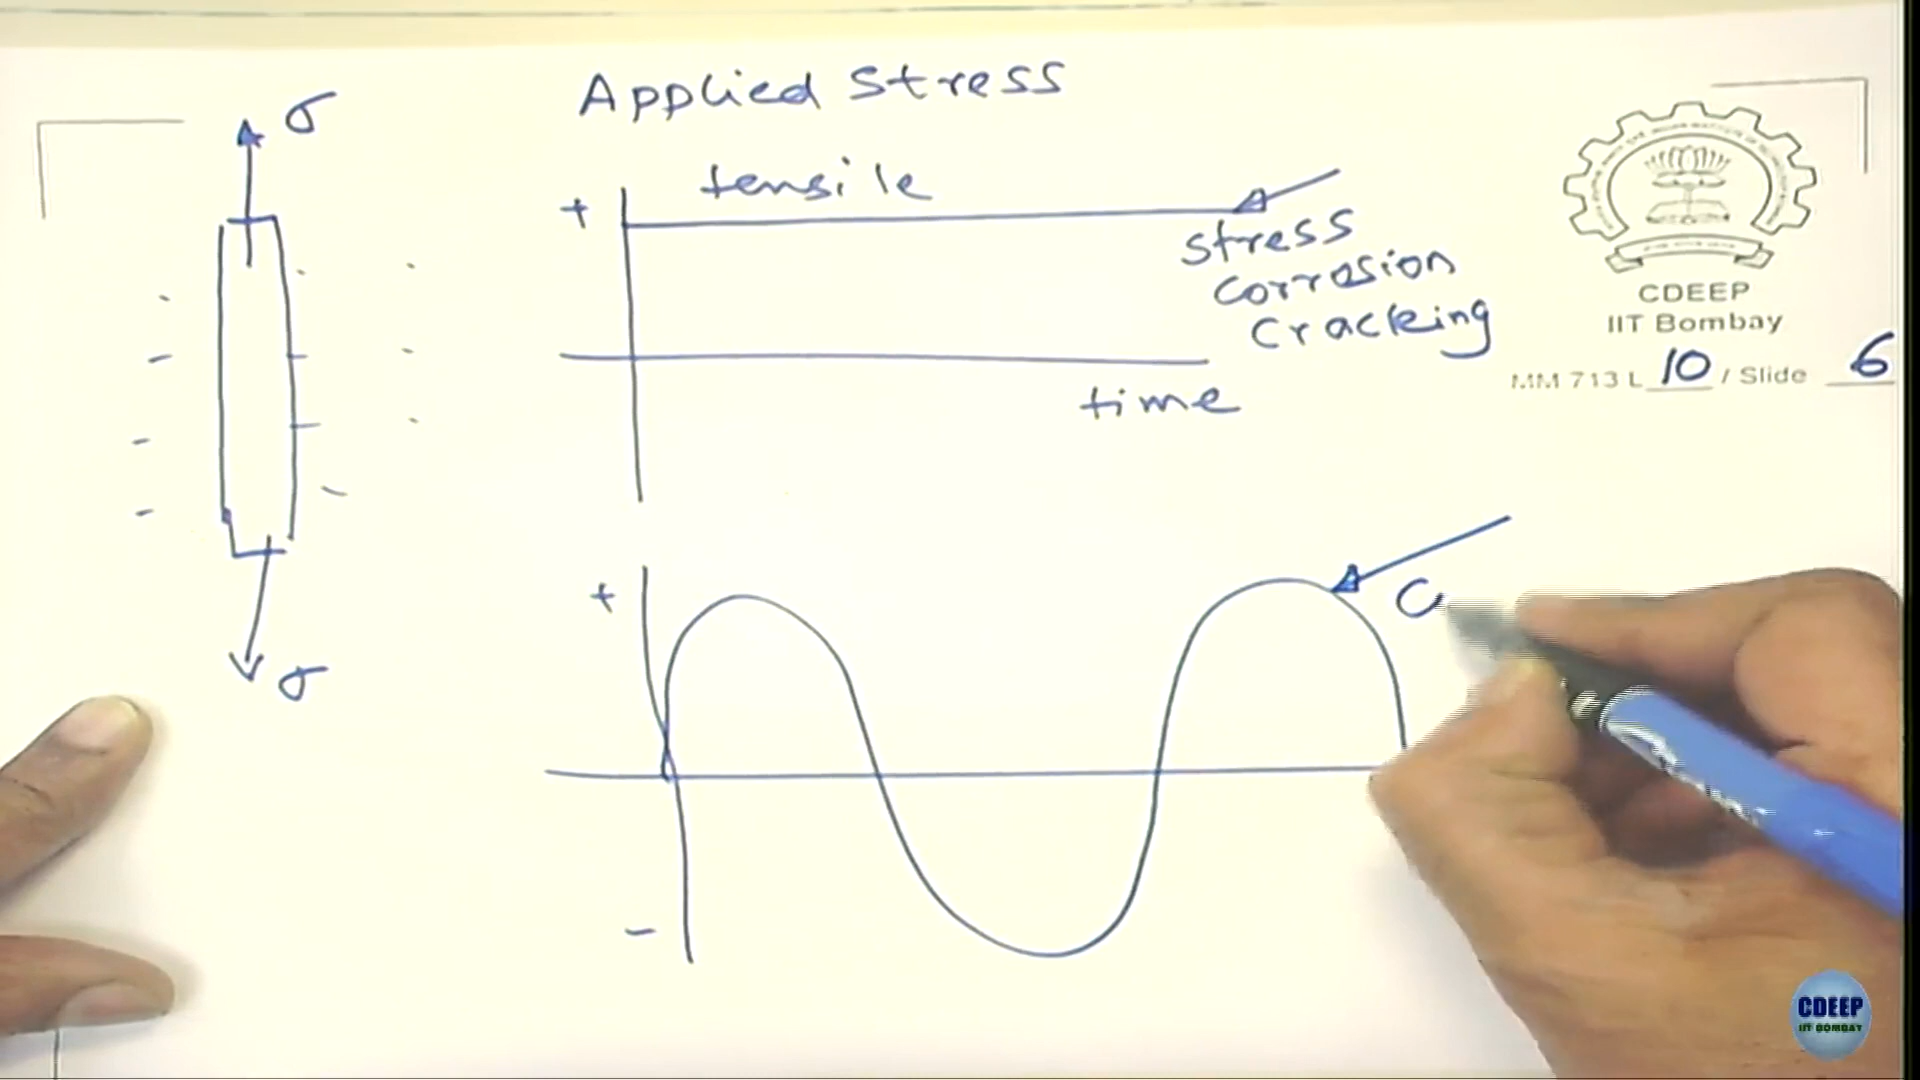 Applied Stress
σ
+ tensile
Stress
Corrosion
Cracking
time
CDEEP
IIT Bombay
MM 713 L 10 / Slide 6
+
C
σ
-
CDEEP
IIT BOMBAY